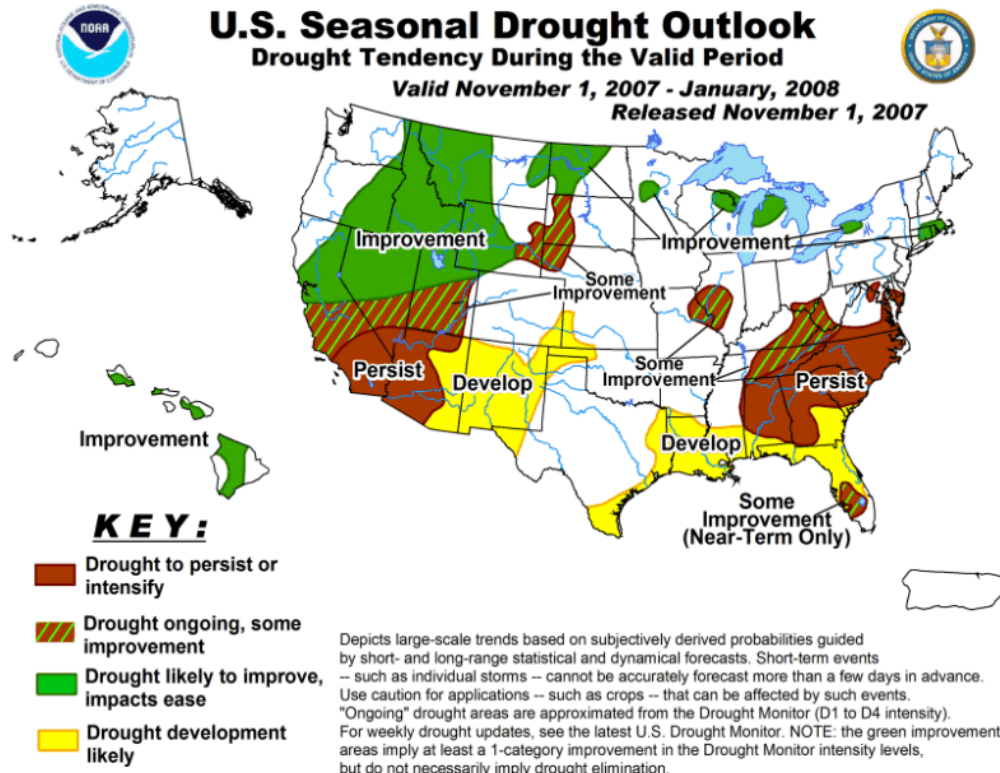 U.S. Seasonal Drought Outlook
Drought Tendency During the Valid Period
Valid November 1, 2007 - January, 2008
Released November 1, 2007
NOAA
Improvement
Improvement
Some
Improvement
Persist
Develop
Some
Improvement
Persist
Develop
Improvement
Some
Improvement
(Near-Term Only)
KEY:
Drought to persist or
intensify
Drought ongoing, some
improvement
Drought likely to improve,
impacts ease
Drought development
likely
Depicts large-scale trends based on subjectively derived probabilities guided
by short- and long-range statistical and dynamical forecasts. Short-term events
-- such as individual storms -- cannot be accurately forecast more than a few days in advance.
Use caution for applications -- such as crops -- that can be affected by such events.
"Ongoing" drought areas are approximated from the Drought Monitor (D1 to D4 intensity).
For weekly drought updates, see the latest U.S. Drought Monitor. NOTE: the green improvement
areas imply at least a 1-category improvement in the Drought Monitor intensity levels,
but do not necessarily imply drought elimination.